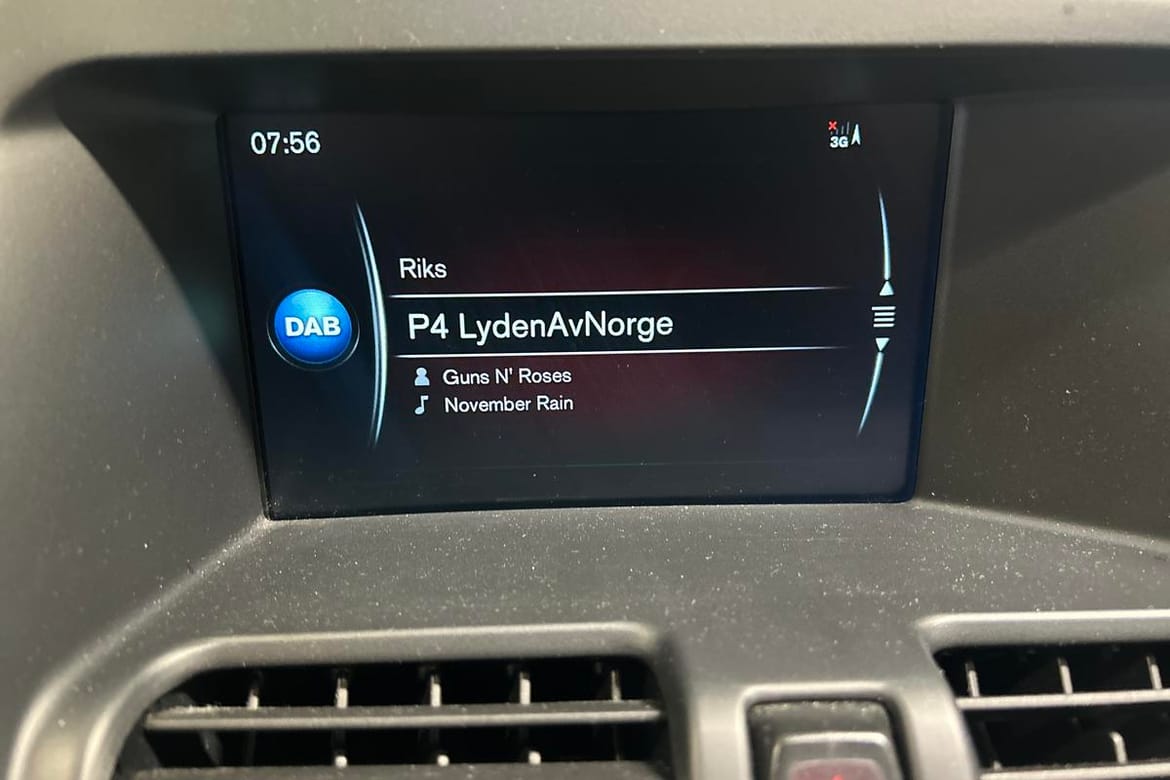 07:56
3G
Riks
DAB
P4 LydenAvNorge
Guns N' Roses
November Rain